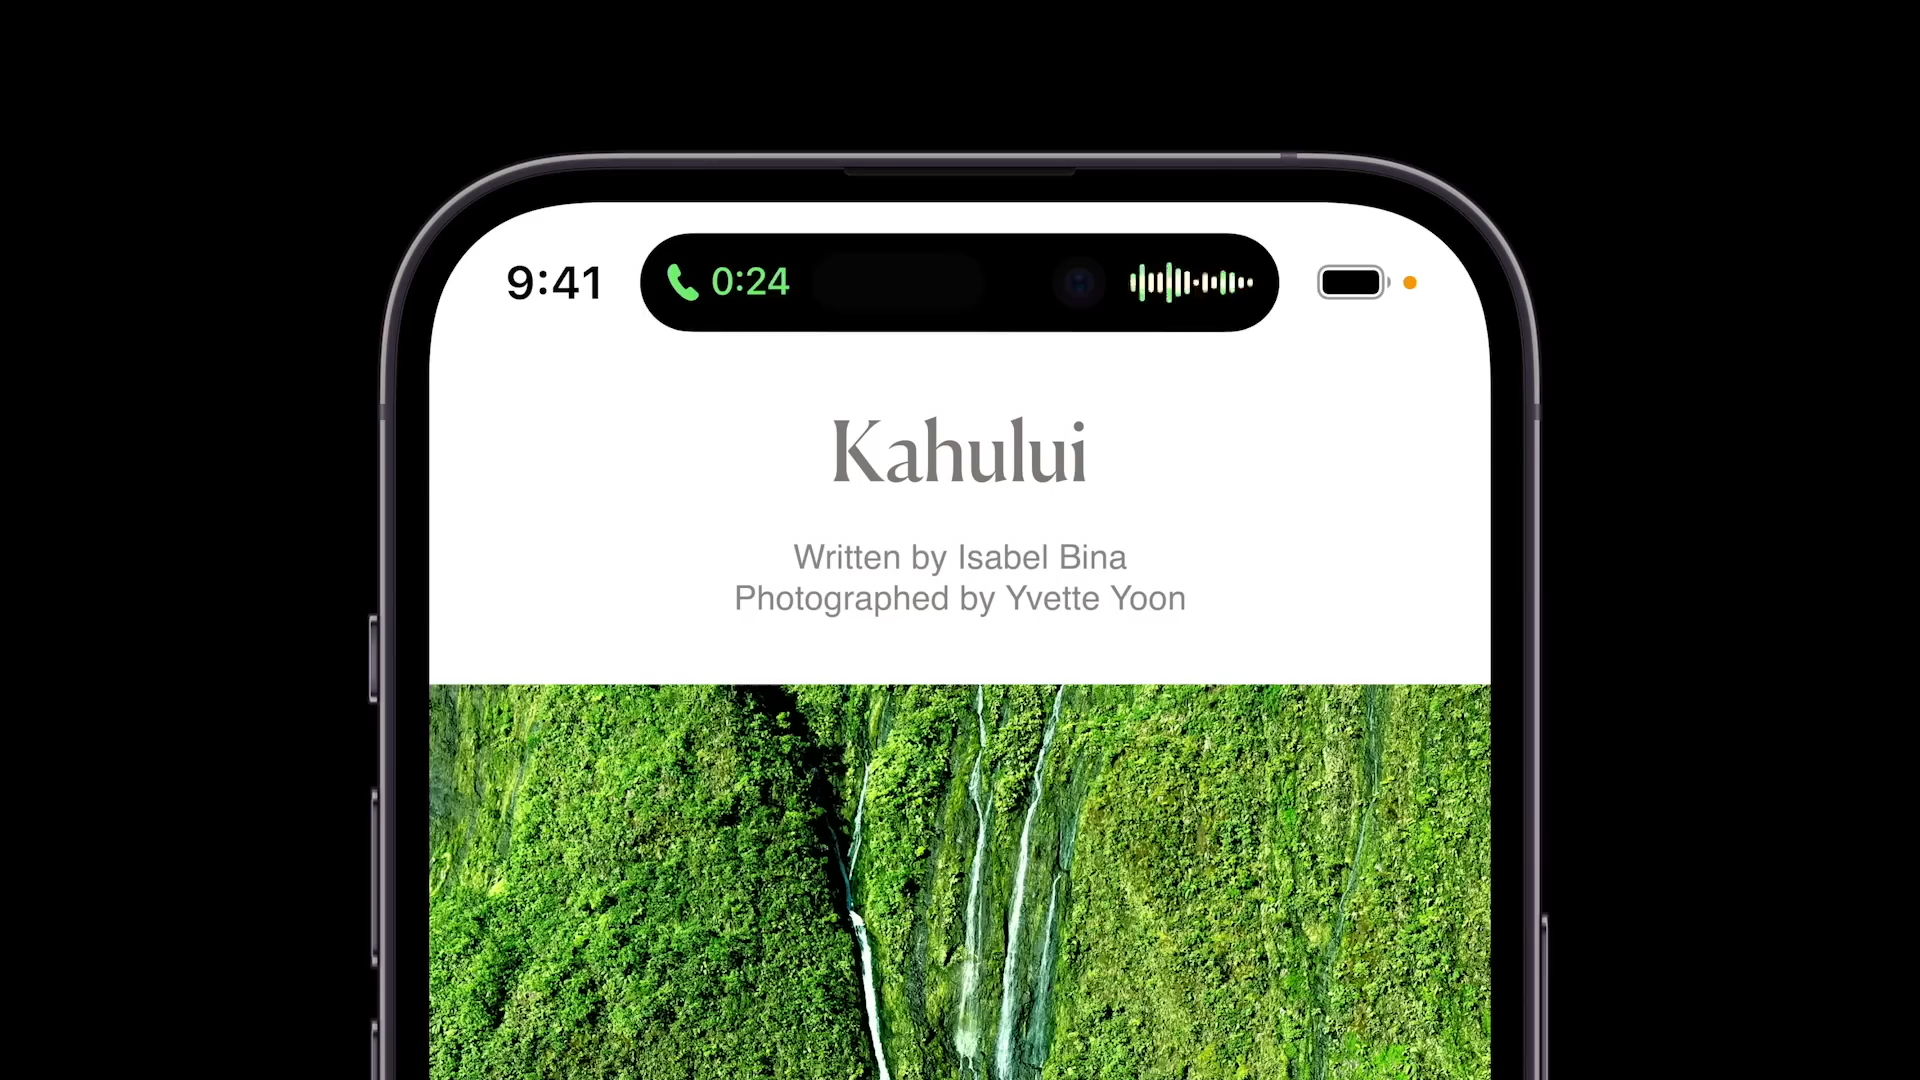 9:41
0:24
Kahului
Written by Isabel Bina
Photographed by Yvette Yoon